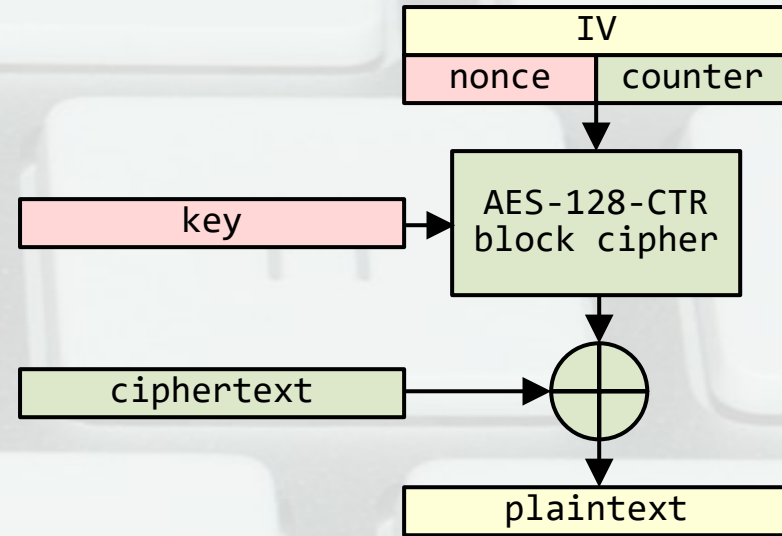 IV
nonce
counter
key
AES-128-CTR
block cipher
ciphertext
plaintext